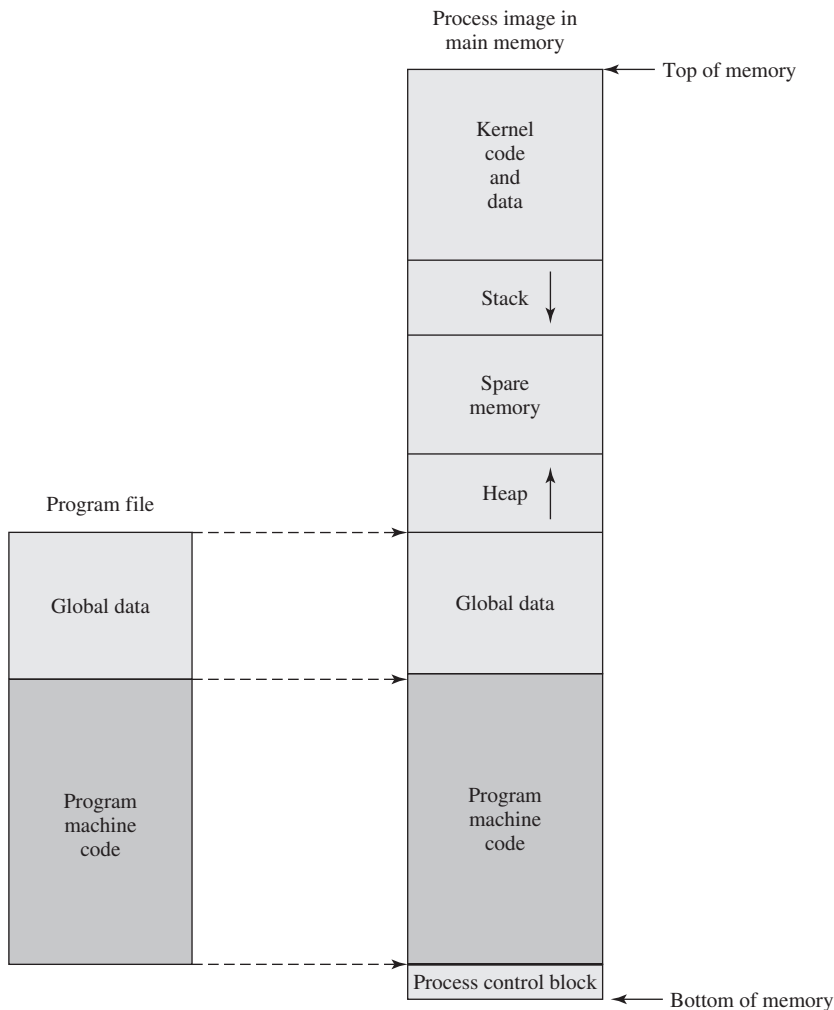 Process image in
main memory
Top of memory
Kernel
code
and
data
Stack
Spare
memory
Heap
Program file
Global data
Global data
Program
machine
code
Program
machine
code
Process control block
Bottom of memory